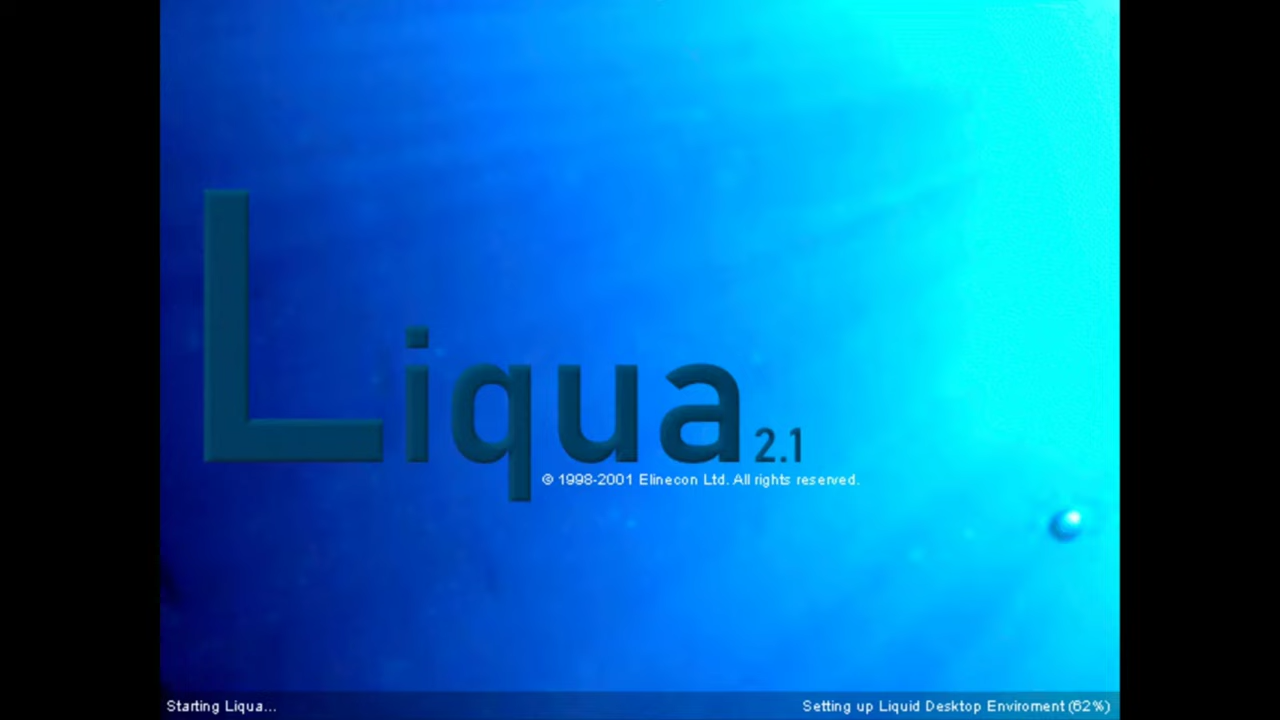 Liqua 2.1
© 1998-2001 Elinecon Ltd. All rights reserved.
Starting Liqua...
Setting up Liquid Desktop Enviroment (62%)